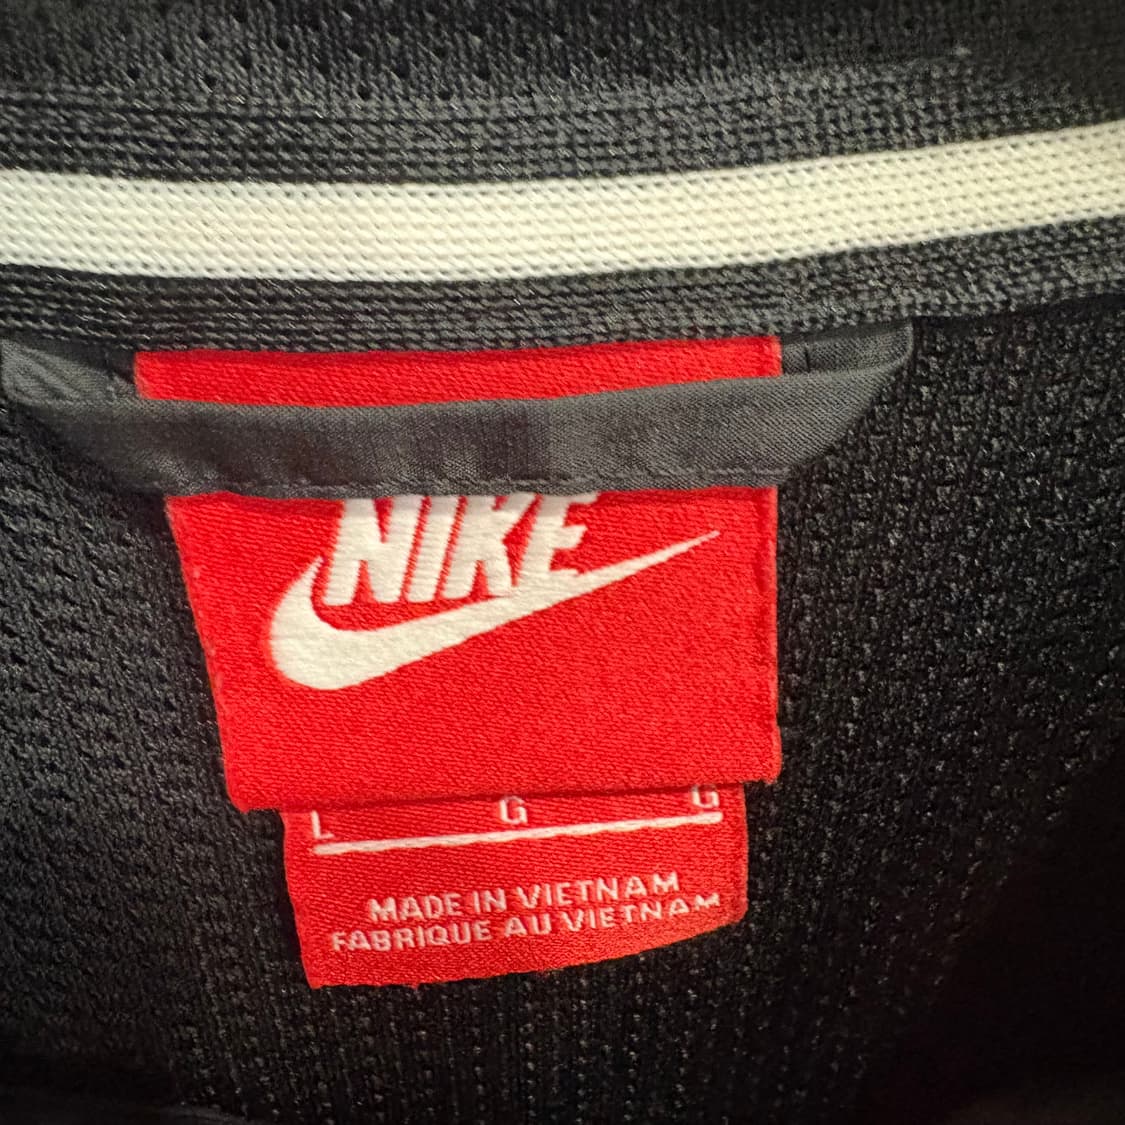 NIKE
L G G
MADE IN VIETNAM
FABRIQUE AU VIETNAM